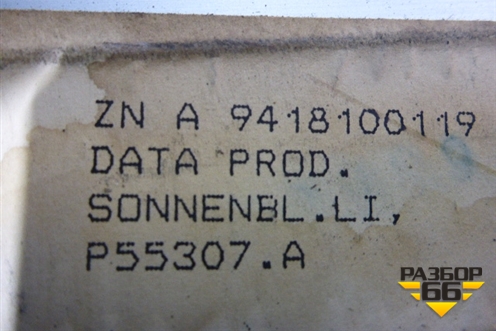 ZN A 9418100119
DATA PROD.
SONNENBL.LI,
P55307.A
РАЗБОР
66